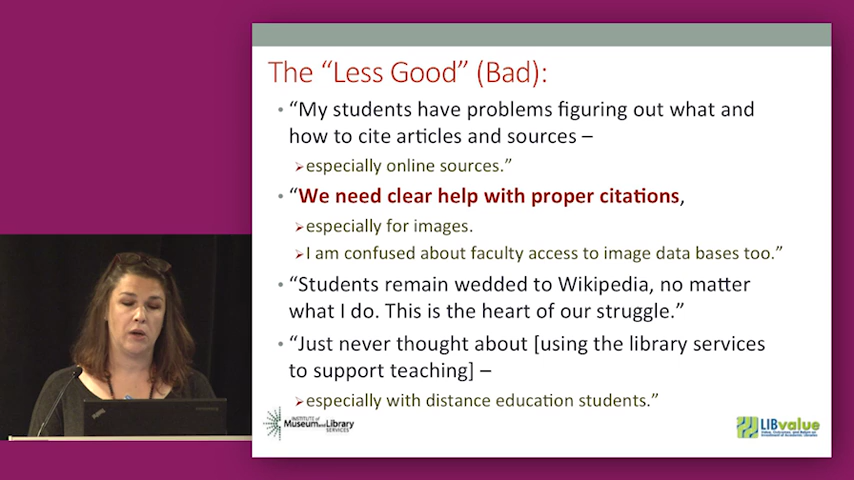 The “Less Good” (Bad):
• “My students have problems figuring out what and
how to cite articles and sources –
➢especially online sources.”
• “We need clear help with proper citations,
➢especially for images.
➢I am confused about faculty access to image data bases too.”
• “Students remain wedded to Wikipedia, no matter
what I do. This is the heart of our struggle.”
• “Just never thought about [using the library services
to support teaching] –
➢especially with distance education students.”
INSTITUTE of
Museum and Library
SERVICES
LIBvalue